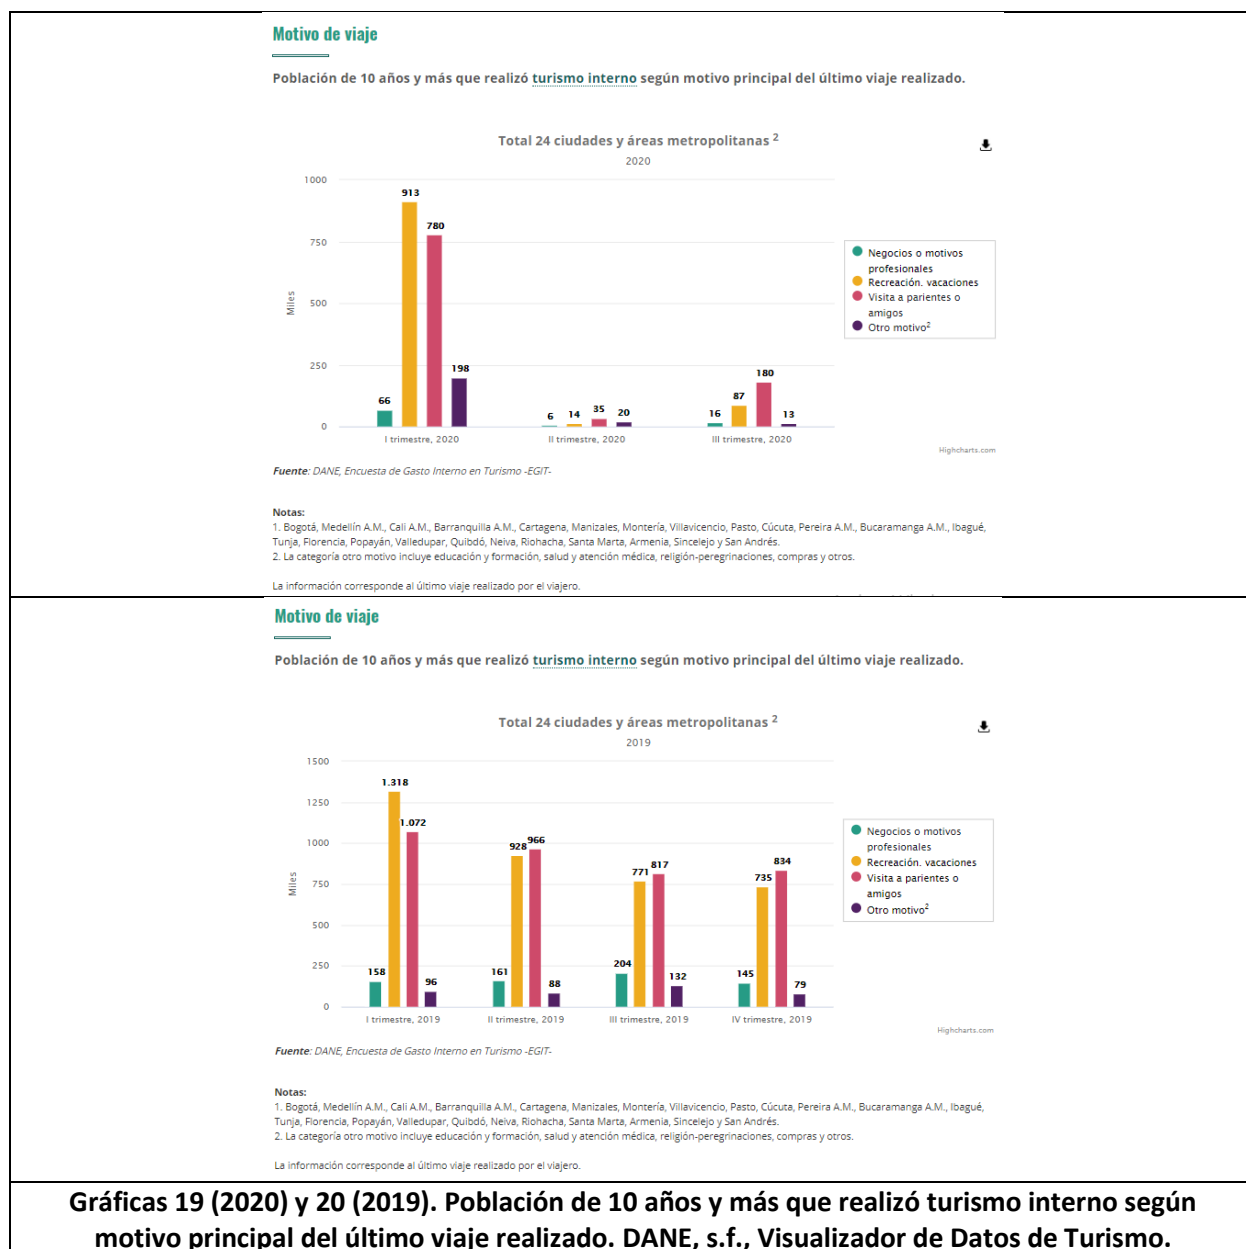 Motivo de viaje
Población de 10 años y más que realizó turismo interno según motivo principal del último viaje realizado.
Total 24 ciudades y áreas metropolitanas 2
2020
1000
750
500
250
0
Miles
913
780
66
198
6
14
35
20
16
87
180
13
I trimestre, 2020
II trimestre, 2020
III trimestre, 2020
Negocios o motivos
profesionales
Recreación. vacaciones
Visita a parientes o
amigos
Otro motivo2
Highcharts.com
Fuente: DANE, Encuesta de Gasto Interno en Turismo -EGIT-
Notas:
1. Bogotá, Medellín A.M., Cali A.M., Barranquilla A.M., Cartagena, Manizales, Montería, Villavicencio, Pasto, Cúcuta, Pereira A.M., Bucaramanga A.M., Ibagué,
Tunja, Florencia, Popayán, Valledupar, Quibdó, Neiva, Riohacha, Santa Marta, Armenia, Sincelejo y San Andrés.
2. La categoría otro motivo incluye educación y formación, salud y atención médica, religión-peregrinaciones, compras y otros.
La información corresponde al último viaje realizado por el viajero.
Motivo de viaje
Población de 10 años y más que realizó turismo interno según motivo principal del último viaje realizado.
Total 24 ciudades y áreas metropolitanas 2
2019
1500
1250
1000
750
500
250
0
Miles
1.318
1.072
158
96
161
928
966
88
204
771
817
132
145
735
834
79
I trimestre, 2019
II trimestre, 2019
III trimestre, 2019
IV trimestre, 2019
Negocios o motivos
profesionales
Recreación. vacaciones
Visita a parientes o
amigos
Otro motivo2
Highcharts.com
Fuente: DANE, Encuesta de Gasto Interno en Turismo -EGIT-
Notas:
1. Bogotá, Medellín A.M., Cali A.M., Barranquilla A.M., Cartagena, Manizales, Montería, Villavicencio, Pasto, Cúcuta, Pereira A.M., Bucaramanga A.M., Ibagué,
Tunja, Florencia, Popayán, Valledupar, Quibdó, Neiva, Riohacha, Santa Marta, Armenia, Sincelejo y San Andrés.
2. La categoría otro motivo incluye educación y formación, salud y atención médica, religión-peregrinaciones, compras y otros.
La información corresponde al último viaje realizado por el viajero.
Gráficas 19 (2020) y 20 (2019). Población de 10 años y más que realizó turismo interno según
motivo principal del último viaje realizado. DANE, s.f., Visualizador de Datos de Turismo.